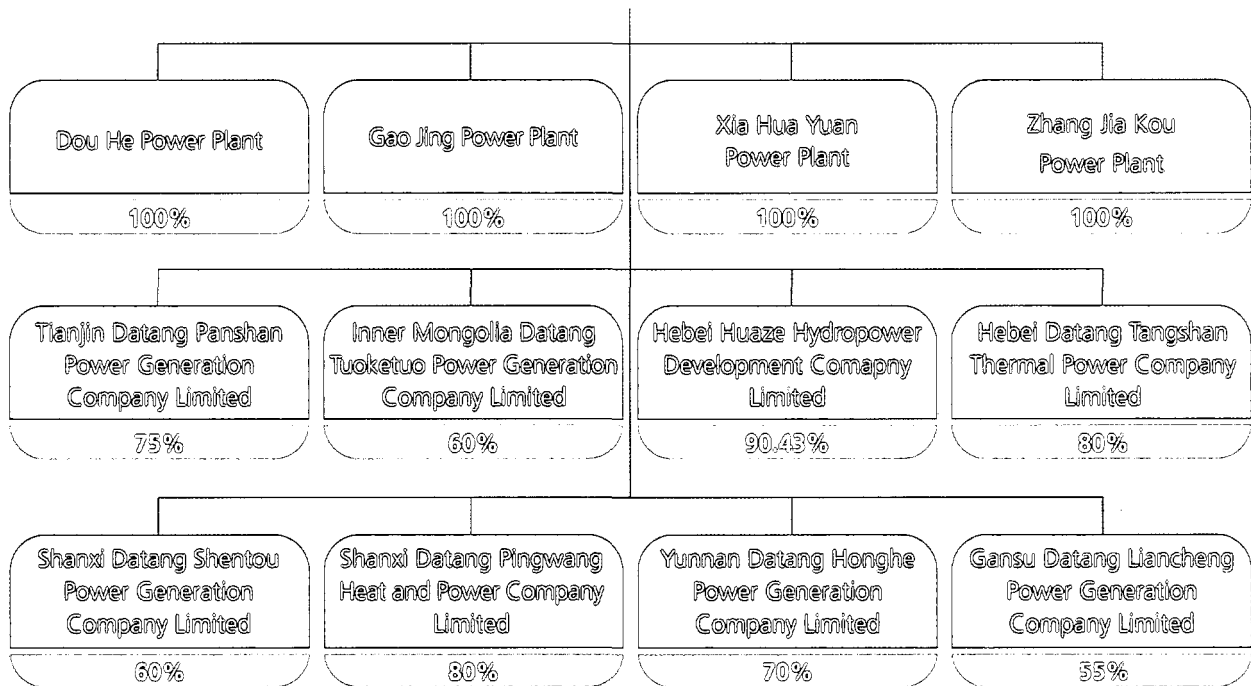 Dou He Power Plant
100%
Gao Jing Power Plant
100%
Xia Hua Yuan
Power Plant
100%
Zhang Jia Kou
Power Plant
100%
Tianjin Datang Panshan
Power Generation
Company Limited
75%
Inner Mongolia Datang
Tuoketuo Power Generation
Company Limited
60%
Hebei Huaze Hydropower
Development Comapny
Limited
90.43%
Hebei Datang Tangshan
Thermal Power Company
Limited
80%
Shanxi Datang Shentou
Power Generation
Company Limited
60%
Shanxi Datang Pingwang
Heat and Power Company
Limited
80%
Yunnan Datang Honghe
Power Generation
Company Limited
70%
Gansu Datang Liancheng
Power Generation
Company Limited
55%